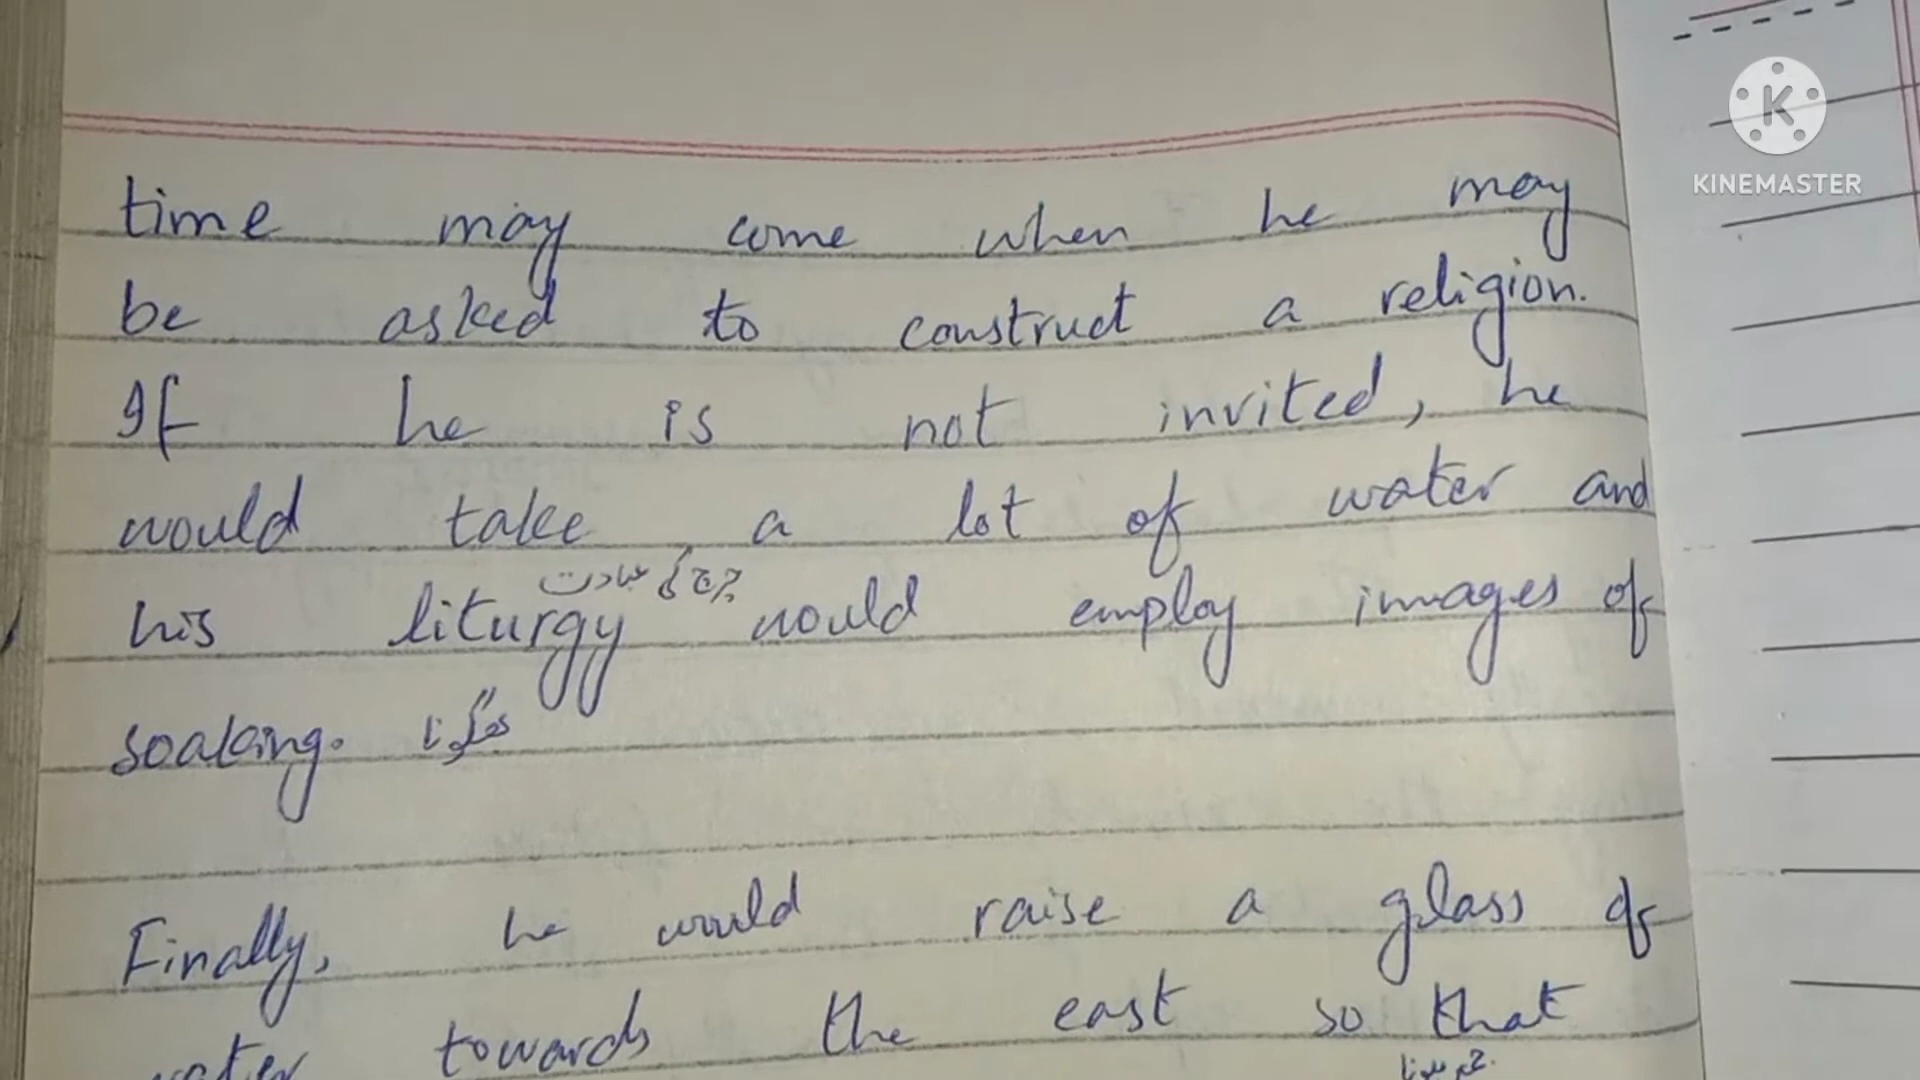 KINEMASTER
time may come when he may
be asked to construct a religion.
If he is not invited, he
would take a lot of water and
چرچ کی عبادت
his liturgy would employ images of
soaking. بھگونا
Finally, he would raise a glass of
water towards the east so that